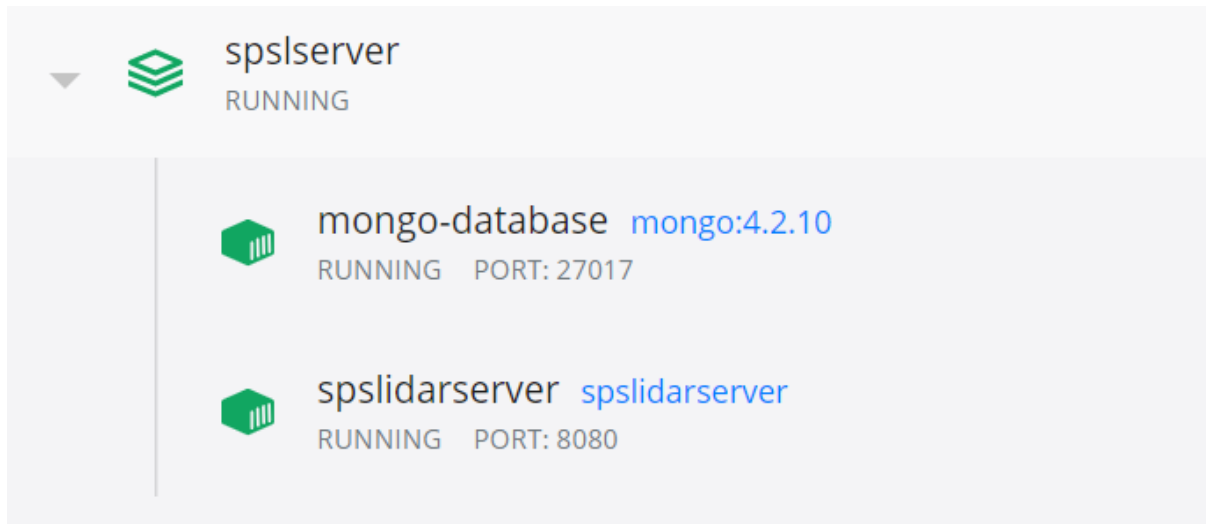 spslserver
RUNNING
mongo-database mongo:4.2.10
RUNNING PORT: 27017
spslidarserver spslidarserver
RUNNING PORT: 8080